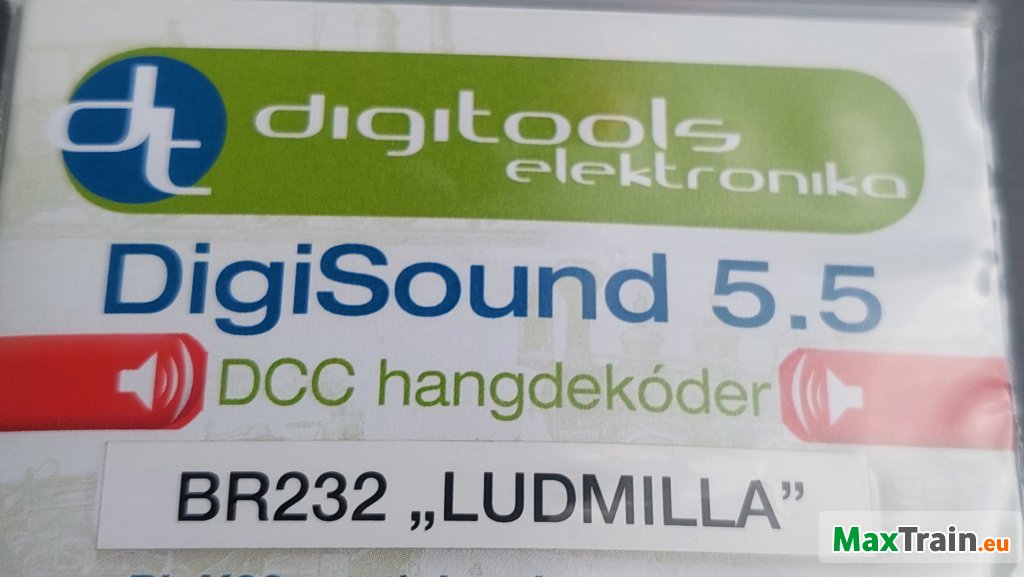 dt digitools
elektronika
DigiSound 5.5
DCC hangdekóder
BR232 „LUDMILLA”
MaxTrain.eu